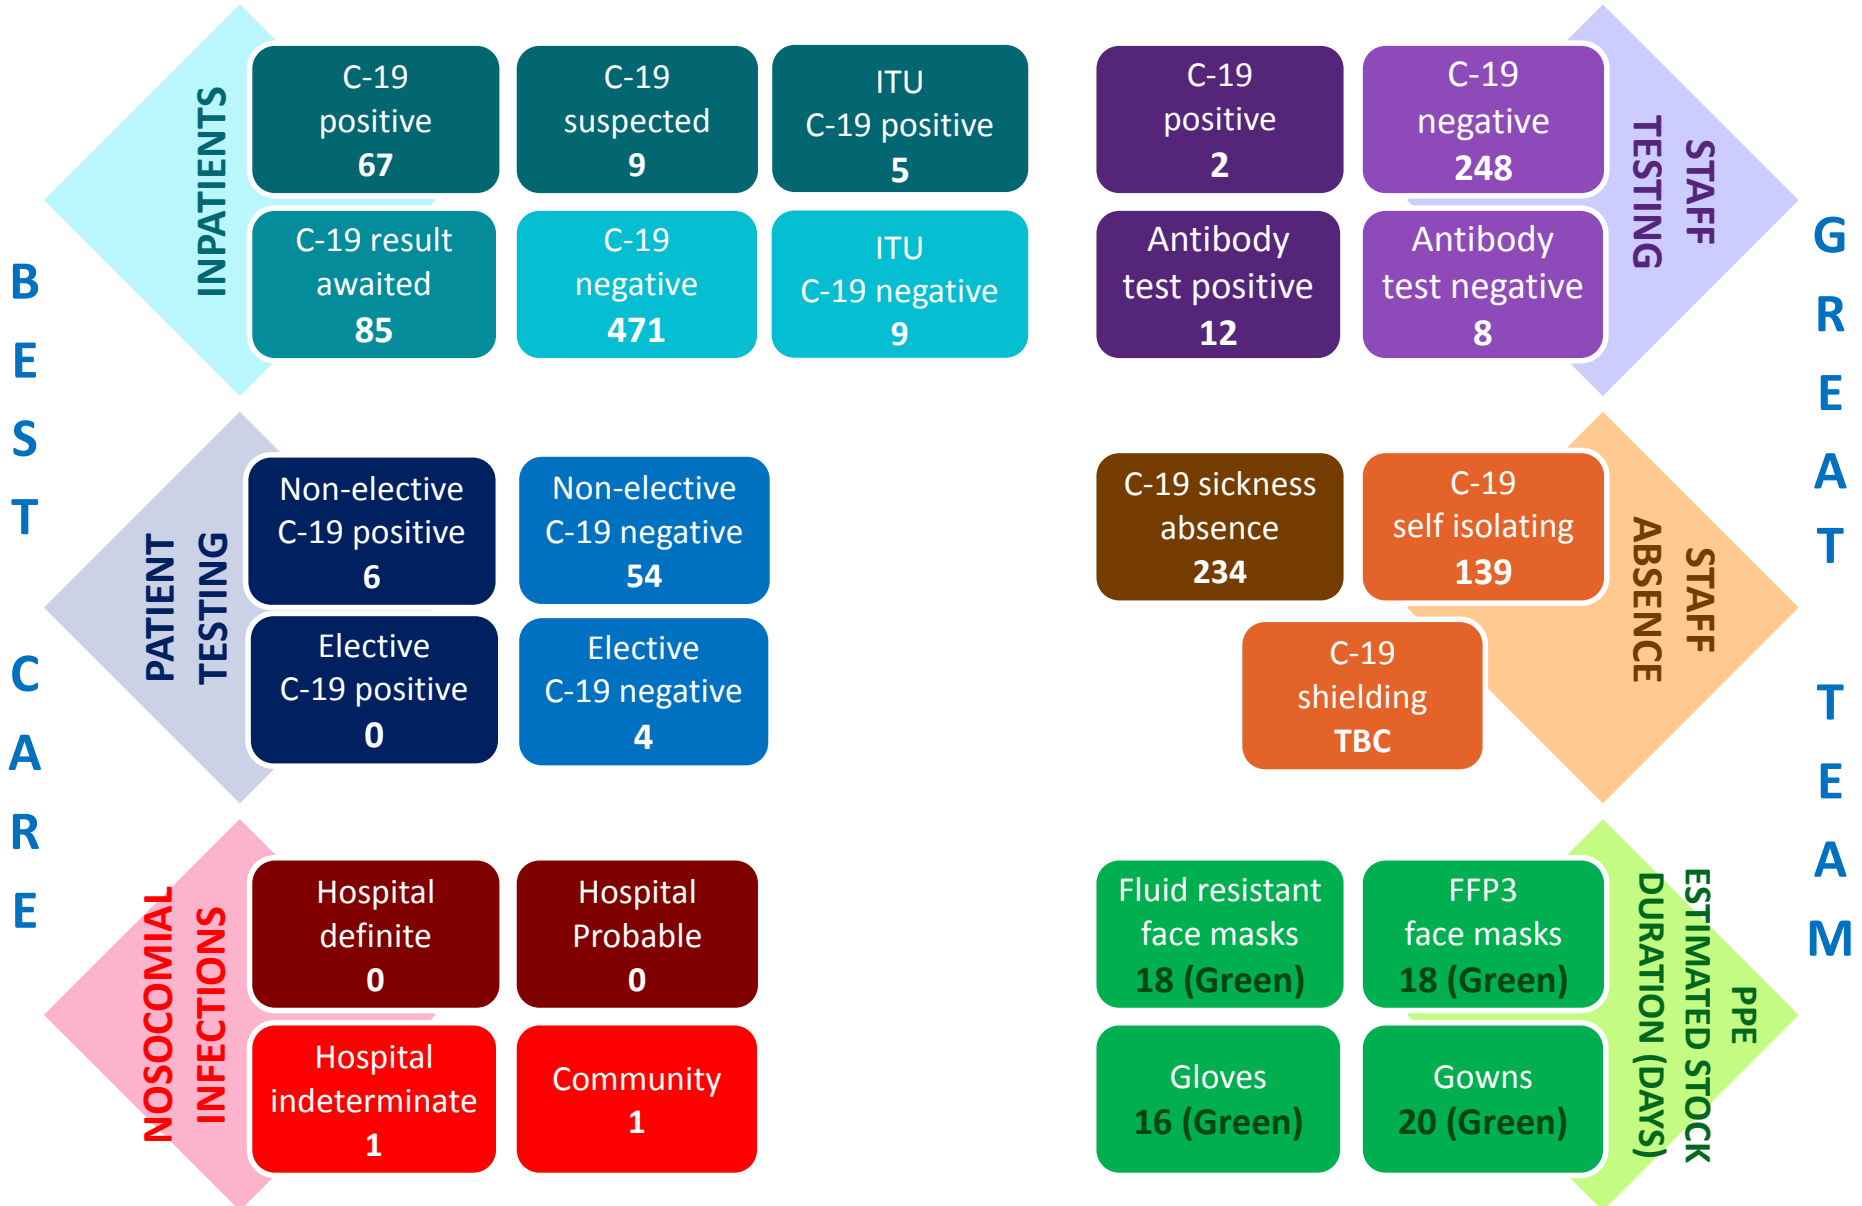 BEST CARE
INPATIENTS
C-19
positive
67
C-19
suspected
9
ITU
C-19 positive
5
C-19 result
awaited
85
C-19
negative
471
ITU
C-19 negative
9
PATIENT
TESTING
Non-elective
C-19 positive
6
Non-elective
C-19 negative
54
Elective
C-19 positive
0
Elective
C-19 negative
4
NOSOCOMIAL
INFECTIONS
Hospital
definite
0
Hospital
Probable
0
Hospital
indeterminate
1
Community
1
C-19
positive
2
C-19
negative
248
Antibody
test positive
12
Antibody
test negative
8
STAFF
TESTING
C-19 sickness
absence
234
C-19
self isolating
139
C-19
shielding
TBC
STAFF
ABSENCE
Fluid resistant
face masks
18 (Green)
FFP3
face masks
18 (Green)
Gloves
16 (Green)
Gowns
20 (Green)
PPE
ESTIMATED STOCK
DURATION (DAYS)
GREAT TEAM